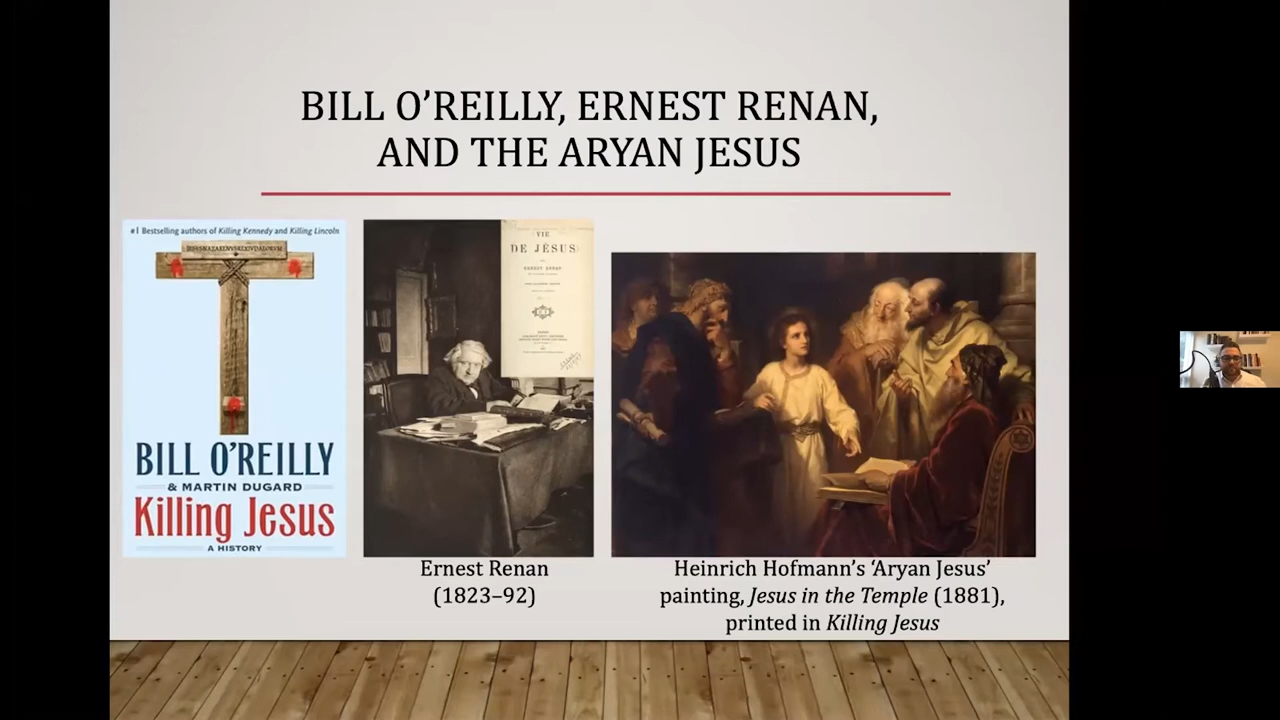 BILL O’REILLY, ERNEST RENAN,
AND THE ARYAN JESUS
#1 Bestselling authors of Killing Kennedy and Killing Lincoln
BILL O’REILLY
& MARTIN DUGARD
Killing Jesus
A HISTORY
VIE
DE JÉSUS
ERNEST RENAN
Ernest Renan
(1823–92)
Heinrich Hofmann’s ‘Aryan Jesus’
painting, Jesus in the Temple (1881),
printed in Killing Jesus